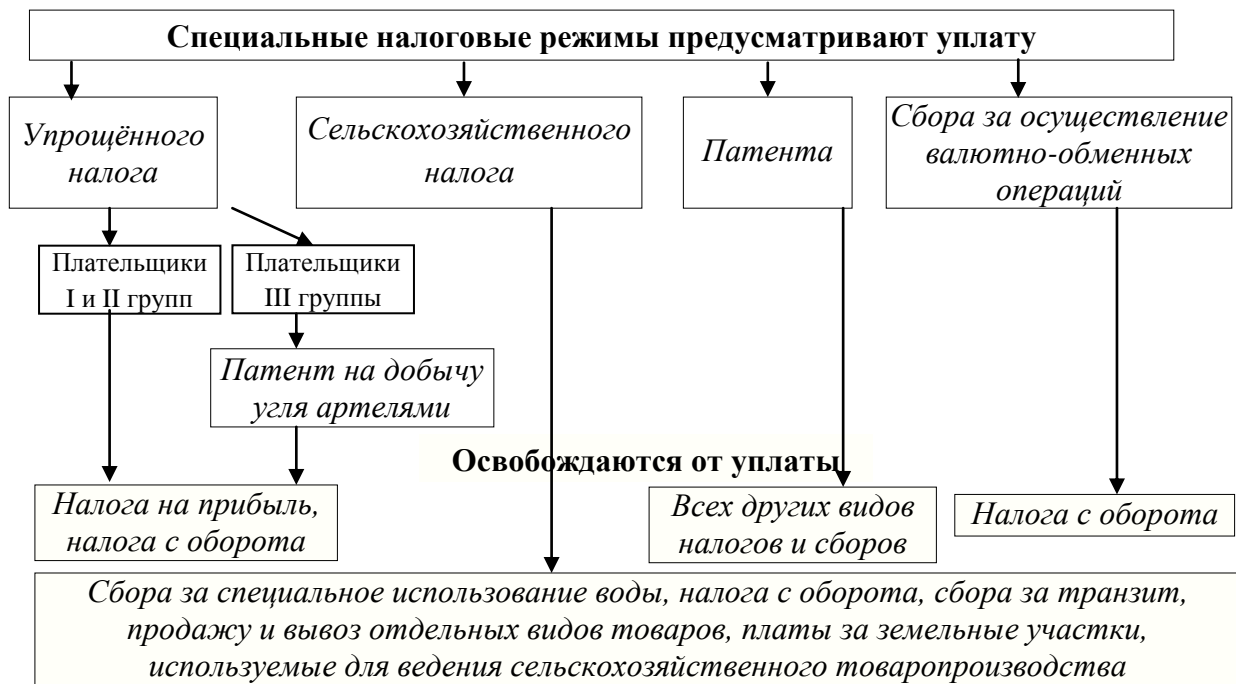 Специальные налоговые режимы предусматривают уплату
Упрощённого
налога
Сельскохозяйственного
налога
Патента
Сбора за осуществление
валютно-обменных
операций
Плательщики
I и II групп
Плательщики
III группы
Патент на добычу
угля артелями
Освобождаются от уплаты
Налога на прибыль,
налога с оборота
Всех других видов
налогов и сборов
Налога с оборота
Сбора за специальное использование воды, налога с оборота, сбора за транзит,
продажу и вывоз отдельных видов товаров, платы за земельные участки,
используемые для ведения сельскохозяйственного товаропроизводства